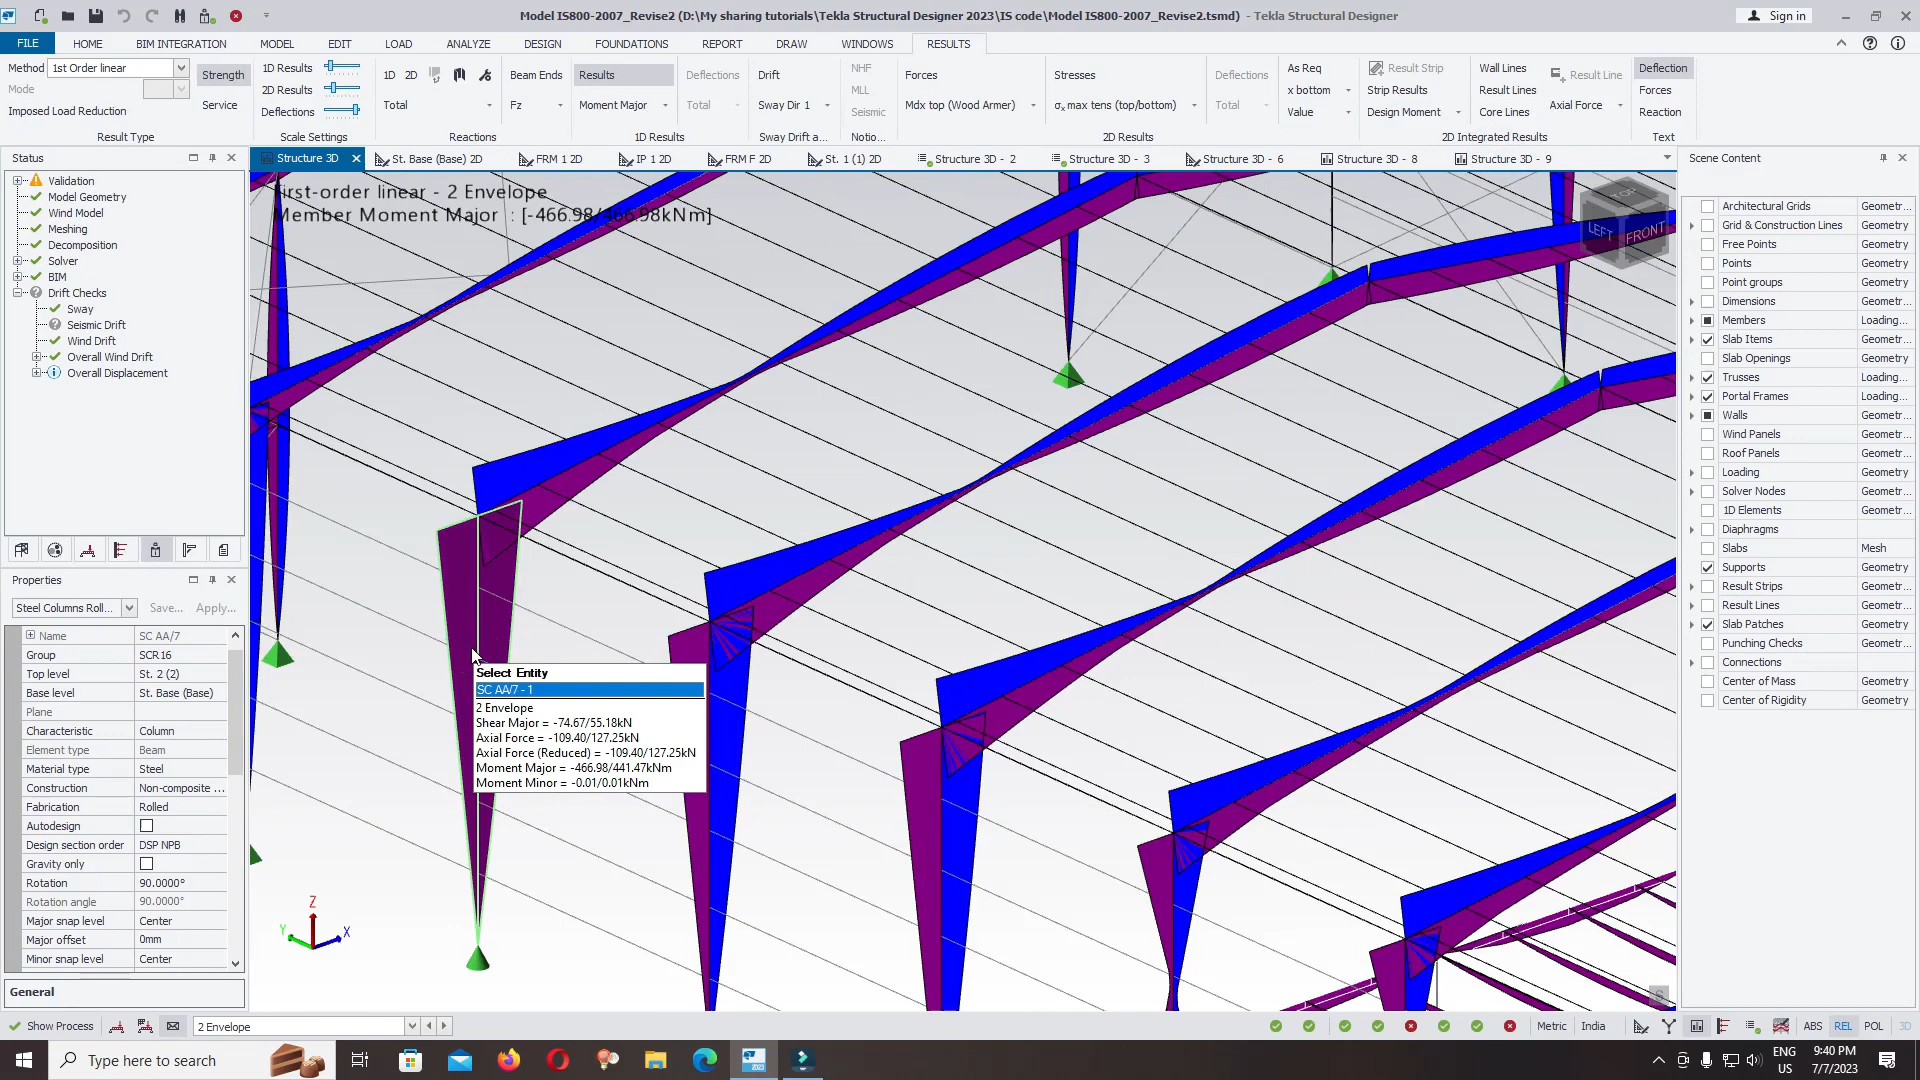 Model IS800-2007_Revise2 (D:\My sharing tutorials\Tekla Structural Designer 2023\IS code\Model IS800-2007_Revise2.tsmd) - Tekla Structural Designer
Sign in
FILE HOME BIM INTEGRATION MODEL EDIT LOAD ANALYZE DESIGN FOUNDATIONS REPORT DRAW WINDOWS RESULTS
Method 1st Order linear Strength 1D Results 1D 2D Beam Ends Results Deflections Drift NHF Forces Stresses Deflections As Req Result Strip Wall Lines Result Line Deflection
Mode 2D Results MLL x bottom Strip Results Result Lines Forces
Service Total Fz Moment Major Total Sway Dir 1 Mdx top (Wood Armer) σx max tens (top/bottom) Total
Imposed Load Reduction Deflections Seismic Value Design Moment Core Lines Axial Force Reaction
Result Type Scale Settings Reactions 1D Results Sway Drift a... Notio... 2D Results 2D Integrated Results Text
Status
Structure 3D St. Base (Base) 2D FRM 1 2D IP 1 2D FRM F 2D St. 1 (1) 2D Structure 3D - 2 Structure 3D - 3 Structure 3D - 6 Structure 3D - 8 Structure 3D - 9
Scene Content
Validation
Model Geometry
Wind Model
Meshing
Decomposition
Solver
BIM
Drift Checks
Sway
Seismic Drift
Wind Drift
Overall Wind Drift
Overall Displacement
First-order linear - 2 Envelope
Member Moment Major : [-466.98/466.98kNm]
TOP
LEFT FRONT
Select Entity
SC AA/7 - 1
2 Envelope
Shear Major = -74.67/55.18kN
Axial Force = -109.40/127.25kN
Axial Force (Reduced) = -109.40/127.25kN
Moment Major = -466.98/441.47kNm
Moment Minor = -0.01/0.01kNm
Z
Y X
S
Properties
Steel Columns Roll... Save... Apply...
Name SC AA/7
Group SCR16
Top level St. 2 (2)
Base level St. Base (Base)
Plane
Characteristic Column
Element type Beam
Material type Steel
Construction Non-composite ...
Fabrication Rolled
Autodesign
Design section order DSP NPB
Gravity only
Rotation 90.0000°
Rotation angle 90.0000°
Major snap level Center
Major offset 0mm
Minor snap level Center
General
Architectural Grids Geometr...
Grid & Construction Lines Geometr...
Free Points Geometr...
Points Geometr...
Point groups Geometr...
Dimensions Geometr...
Members Loading...
Slab Items Geometr...
Slab Openings Geometr...
Trusses Loading...
Portal Frames Loading...
Walls Geometr...
Wind Panels Geometr...
Roof Panels Geometr...
Loading Geometry
Solver Nodes Geometr...
1D Elements Geometry
Diaphragms Geometr...
Slabs Mesh
Supports Geometry
Result Strips Geometr...
Result Lines Geometr...
Slab Patches Geometry
Punching Checks Geometr...
Connections Geometr...
Center of Mass Geometr...
Center of Rigidity Geometr...
Show Process 2 Envelope Metric India ABS REL POL 3D
Type here to search
2023
ENG
US
9:40 PM
7/7/2023